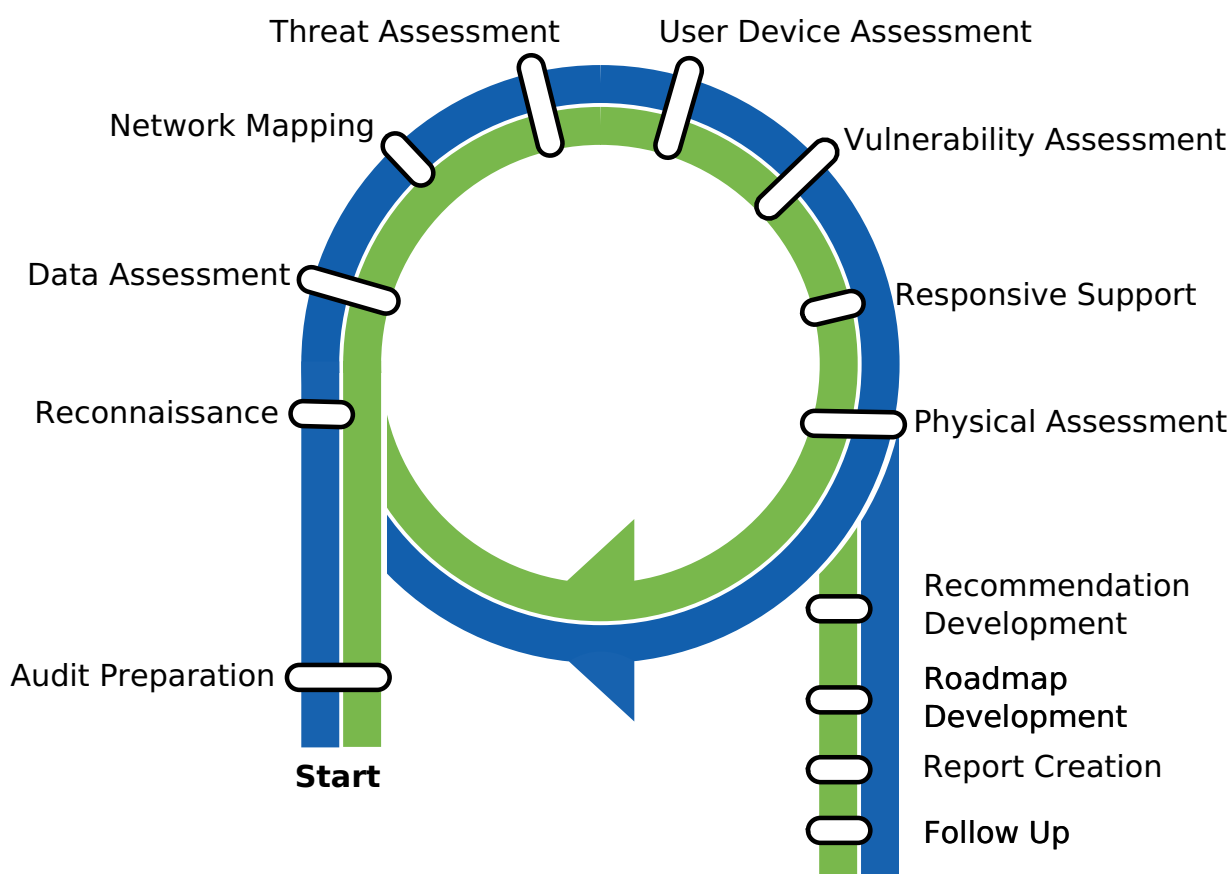 Threat Assessment
User Device Assessment
Network Mapping
Vulnerability Assessment
Data Assessment
Responsive Support
Reconnaissance
Physical Assessment
Recommendation
Development
Audit Preparation
Roadmap
Development
Start
Report Creation
Follow Up